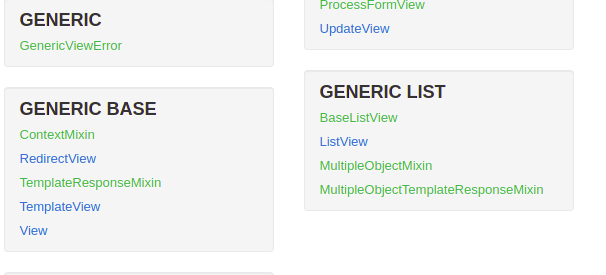 GENERIC
GenericViewError
GENERIC BASE
ContextMixin
RedirectView
TemplateResponseMixin
TemplateView
View
ProcessFormView
UpdateView
GENERIC LIST
BaseListView
ListView
MultipleObjectMixin
MultipleObjectTemplateResponseMixin